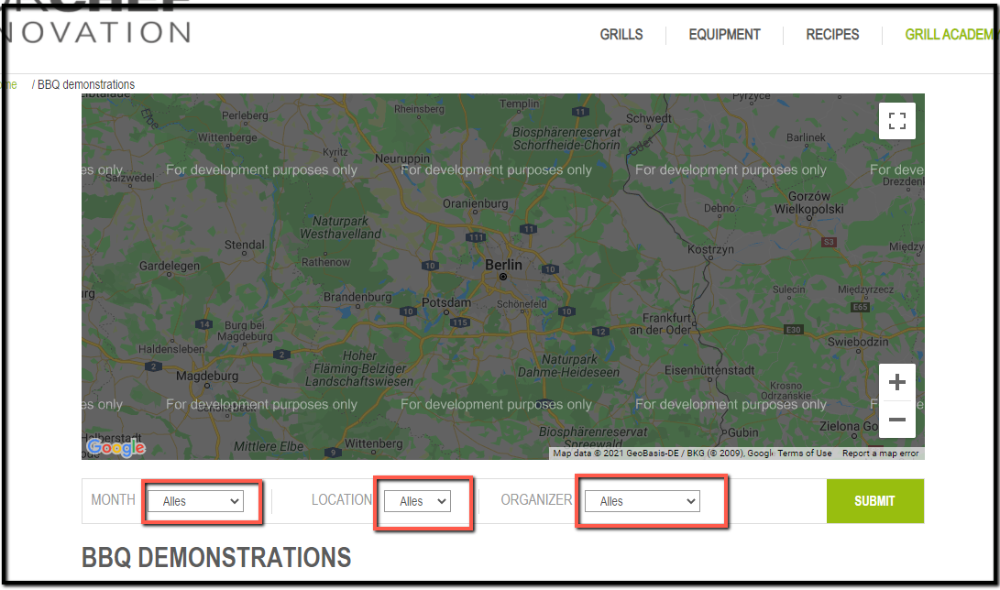 NOVATION
GRILLS
EQUIPMENT
RECIPES
GRILL ACADEM
/ BBQ demonstrations
Templin
Rheinsberg
11
Schwedt
Pyrzyce
Perleberg
Elbe
Wittenberge
Biosphärenreservat
Schorfheide-Chorin
Oder
Barlinek
Kyritz
Neuruppin
es only
For development purposes only
For development purposes only
For development purposes only
For deve
Salzwedel
Drezden
Oranienburg
Gorzów
Wielkopolski
Debno
Naturpark
Westhavelland
11
111
S3
Stendal
Kostrzyn
Między
Gardelegen
Rathenow
10
Berlin
10
Brandenburg
Potsdam
Schönefeld
Sulecin
Międzyrzecz
10
10
E65
14
Burg bei
Magdeburg
115
12
Frankfurt
an der Oder
E30
Haldensleben
2
Hoher
Fläming-Belziger
Landschaftswiesen
Naturpark
Dahme-Heideseen
Swiebodzin
2
Magdeburg
Eisenhüttenstadt
Krosno
Odrzańskie
es only
For development purposes only
For development purposes only
For development purposes only
Schönebeck
Biosphärenreservat
Spreewald
Gubin
Zielona Go
Halberstadt
Google
Mittlere Elbe
9
Wittenberg
Map data © 2021 GeoBasis-DE / BKG (© 2009), Googl
Terms of Use
Report a map error
MONTH
Alles
LOCATION
Alles
ORGANIZER
Alles
SUBMIT
BBQ DEMONSTRATIONS